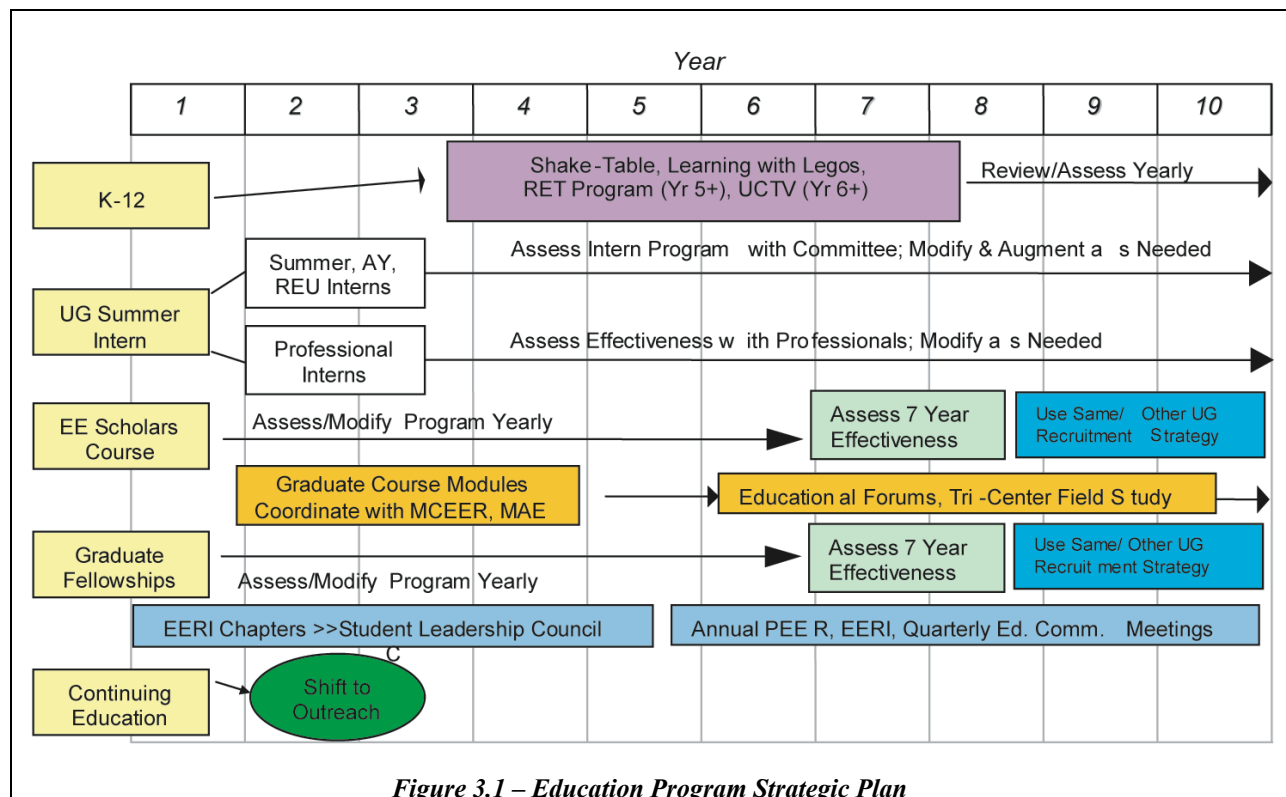 Year
1 2 3 4 5 6 7 8 9 10
K-12
Shake-Table, Learning with Legos,
RET Program (Yr 5+), UCTV (Yr 6+)
Review/Assess Yearly
UG Summer
Intern
Summer, AY,
REU Interns
Assess Intern Program with Committee; Modify & Augment a s Needed
Professional
Interns
Assess Effectiveness w ith Professionals; Modify a s Needed
EE Scholars
Course
Assess/Modify Program Yearly
Assess 7 Year
Effectiveness
Use Same/ Other UG
Recruitment Strategy
Graduate Course Modules
Coordinate with MCEER, MAE
Education al Forums, Tri -Center Field S tudy
Graduate
Fellowships
Assess/Modify Program Yearly
Assess 7 Year
Effectiveness
Use Same/ Other UG
Recruit ment Strategy
EERI Chapters >>Student Leadership Council
Annual PEE R, EERI, Quarterly Ed. Comm. Meetings
C
Continuing
Education
Shift to
Outreach
Figure 3.1 – Education Program Strategic Plan